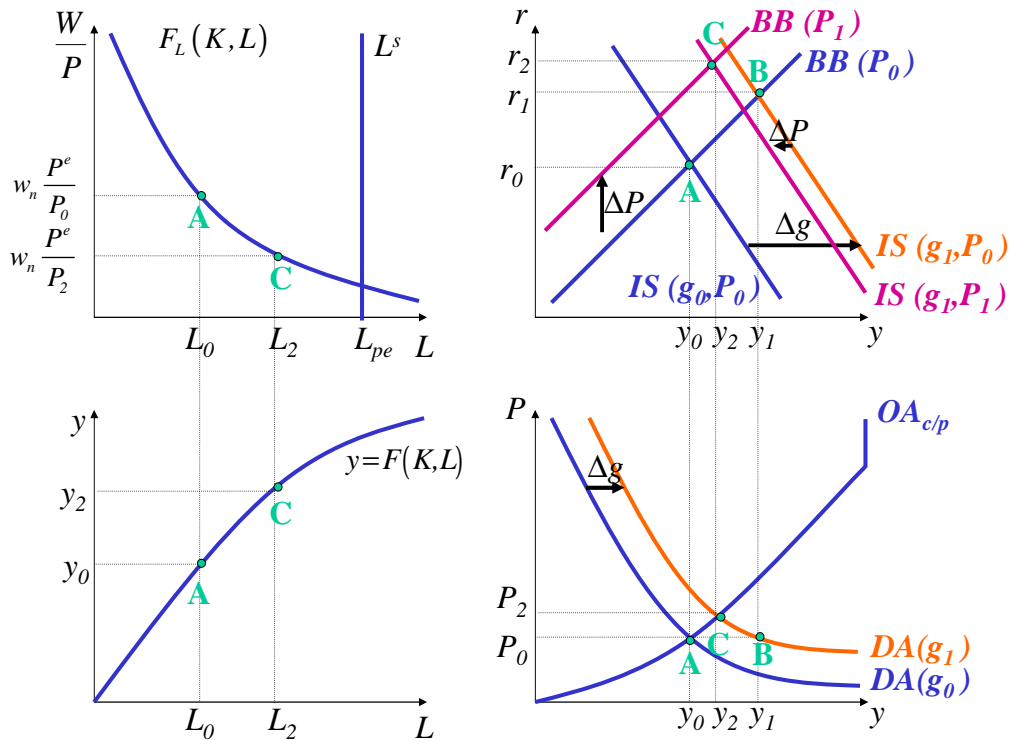 W/P
F_L(K,L)
L^s
w_n P^e/P_0
w_n P^e/P_2
A
C
L_0
L_2
L_pe
L
r
r_2
r_1
r_0
BB(P_1)
BB(P_0)
C
B
A
ΔP
ΔP
Δg
IS(g_0,P_0)
IS(g_1,P_0)
IS(g_1,P_1)
y_0
y_2
y_1
y
y
y_2
y_0
y=F(K,L)
C
A
L_0
L_2
L
P
OA_c/p
Δg
P_2
P_0
A
C
B
DA(g_1)
DA(g_0)
y_0
y_2
y_1
y